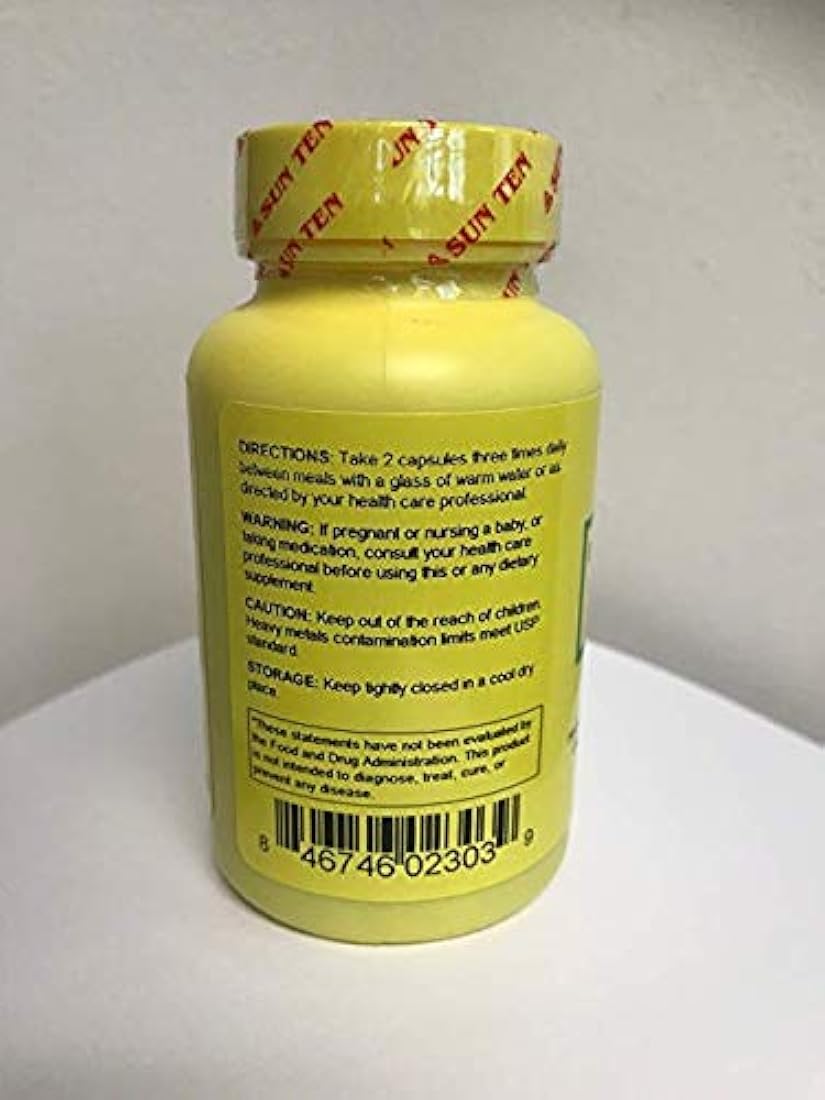 SUN TEN
UN
SUN TEN
SUN TEN
SUN TEN
DIRECTIONS: Take 2 capsules three times daily
between meals with a glass of warm water or as
directed by your health care professional.
WARNING: If pregnant or nursing a baby, or
taking medication, consult your health care
professional before using this or any dietary
supplement.
CAUTION: Keep out of the reach of children.
Heavy metals contamination limits meet USP
standard.
STORAGE: Keep tightly closed in a cool dry
place.
*These statements have not been evaluated by
the Food and Drug Administration. This product
is not intended to diagnose, treat, cure, or
prevent any disease.
8 46746 02303 9